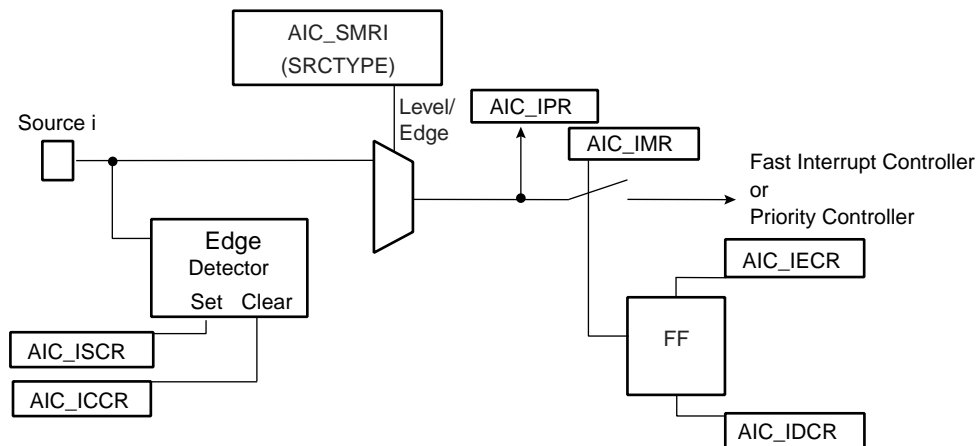 AIC_SMRI
(SRCTYPE)
Level/
Edge
AIC_IPR
Source i
AIC_IMR
Fast Interrupt Controller
or
Priority Controller
Edge
Detector
Set Clear
AIC_IECR
FF
AIC_ISCR
AIC_ICCR
AIC_IDCR